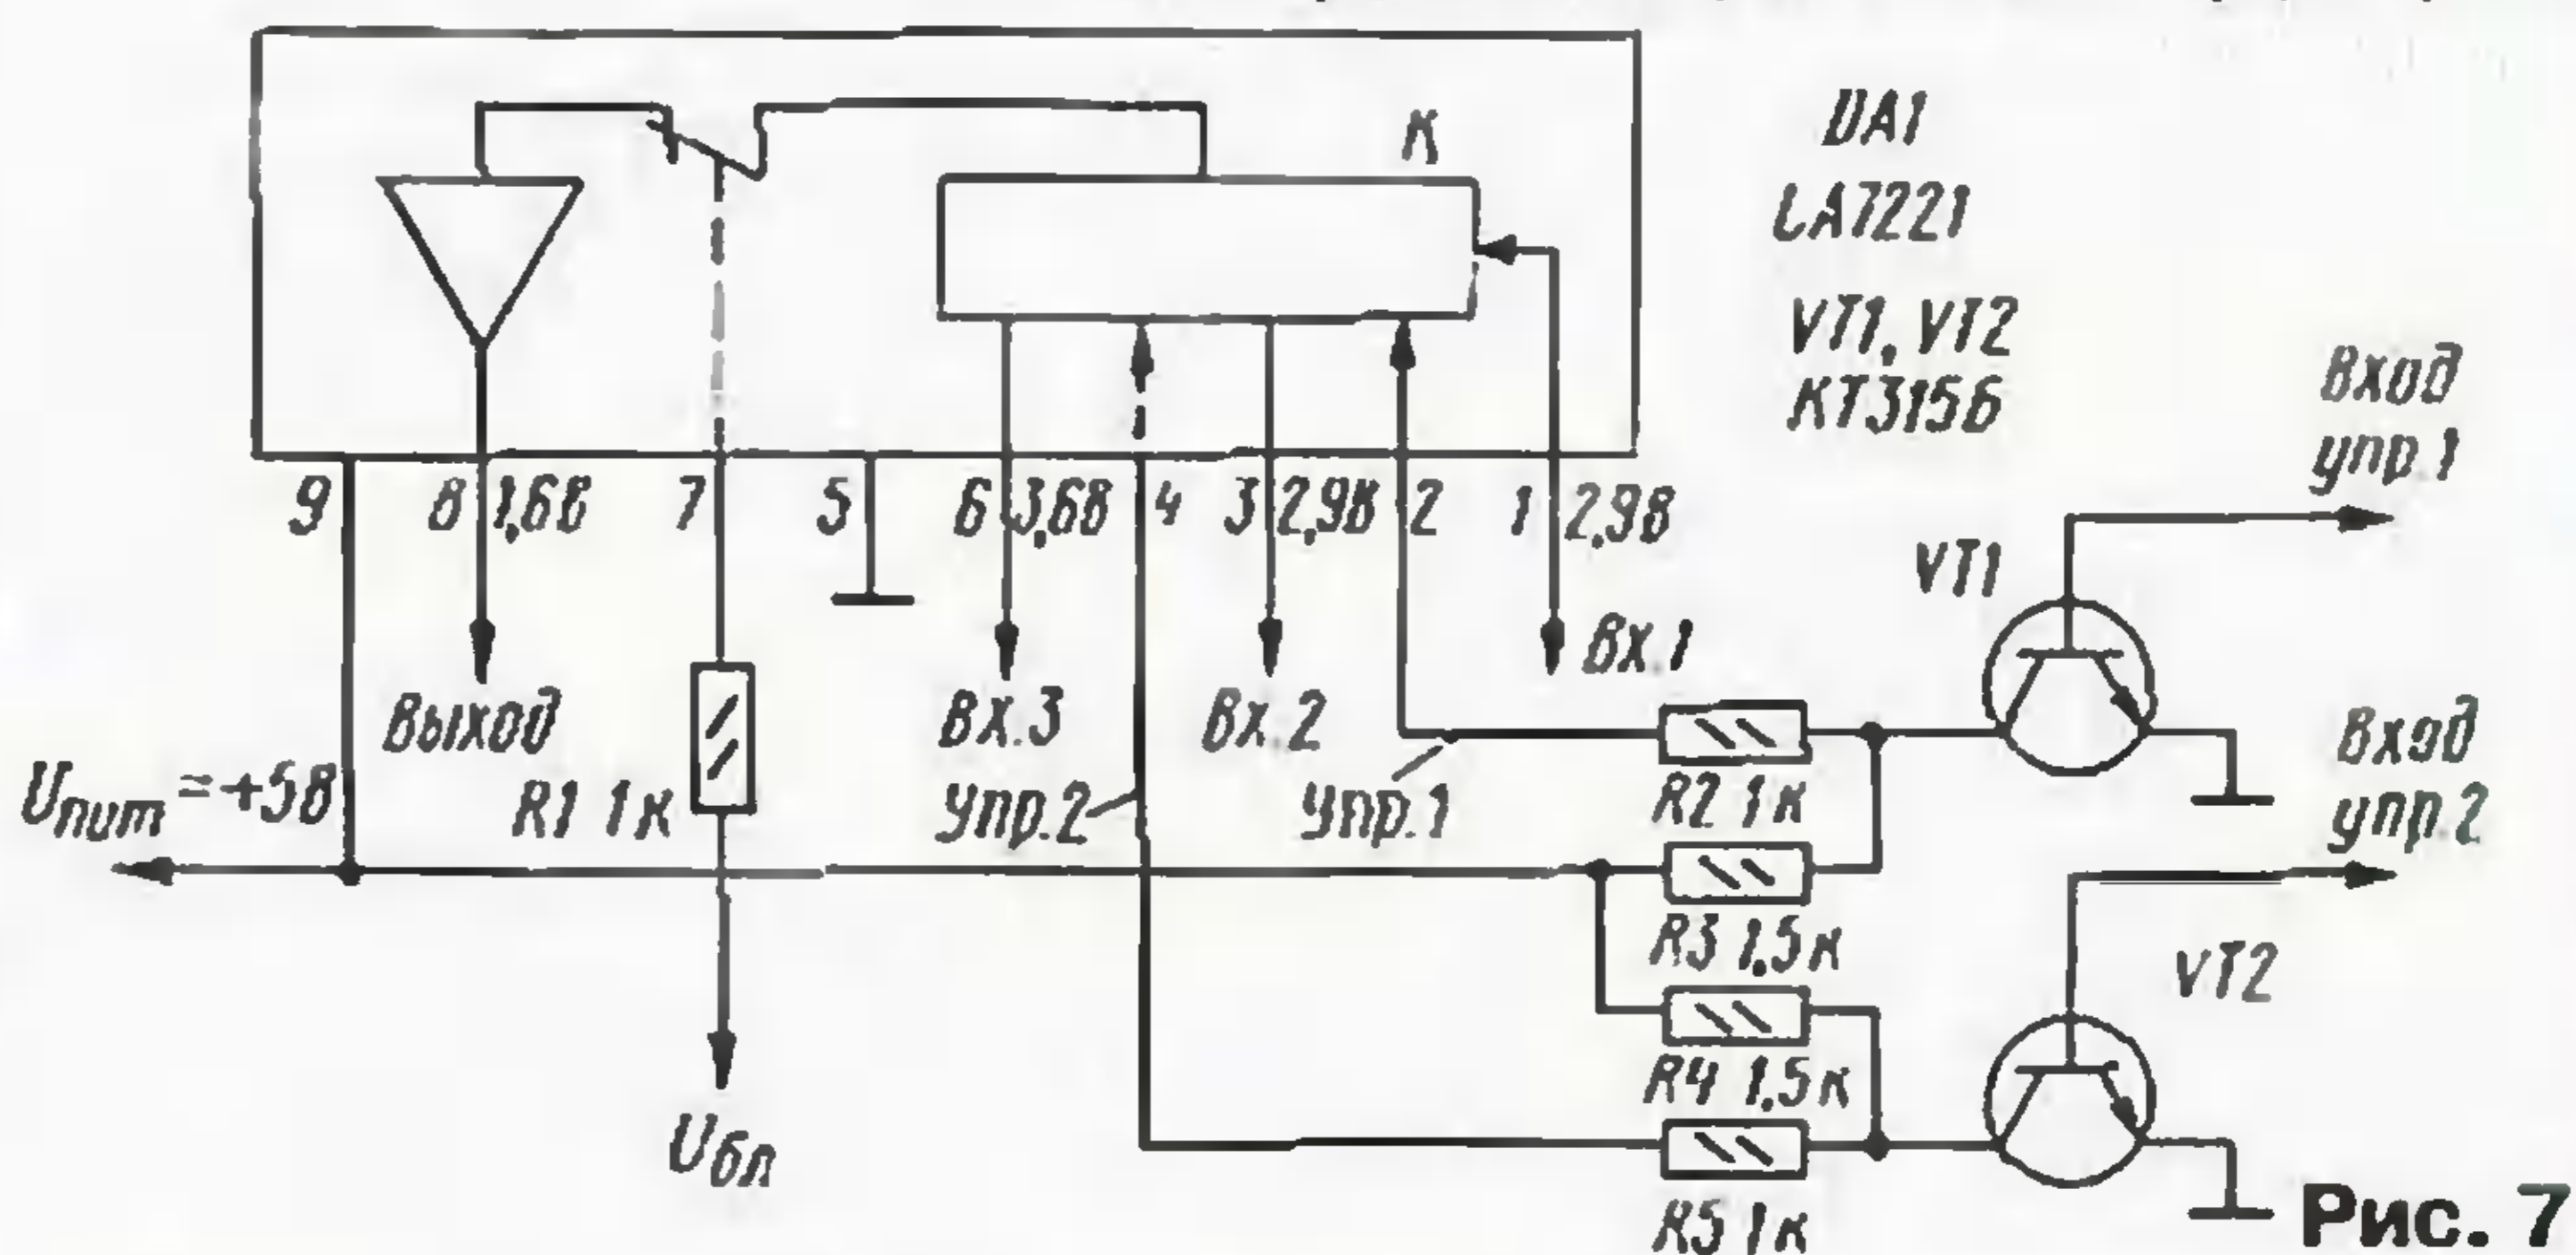 К
DA1
LA7221
VT1, VT2
КТ315Б
Вход
упр.1
9
8
1,6В
7
5
6
3,6В
4
3
2,9В
2
1
2,9В
VT1
Вх.1
Выход
Вх.3
Вх.2
Uпит = +5В
R1 1к
Упр.2
Упр.1
R2 1к
Вход
упр.2
R3 1,5к
VT2
R4 1,5к
Uбл
R5 1к
Рис. 7